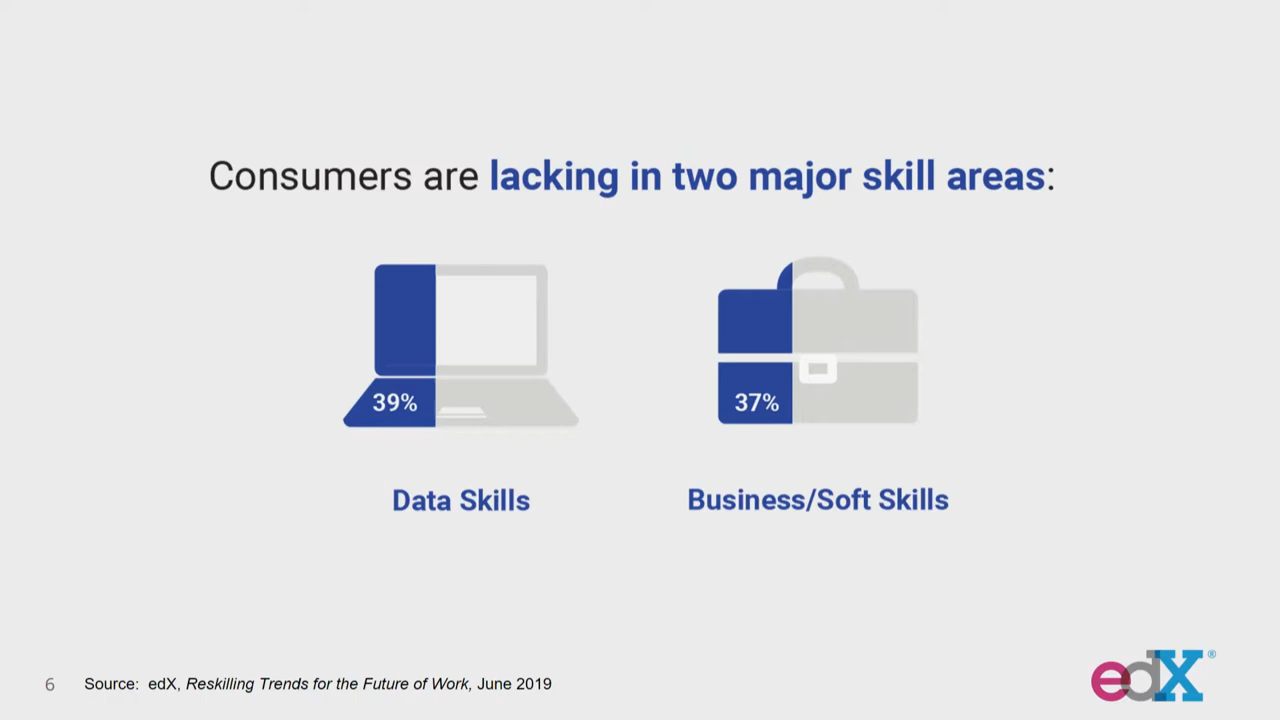 Consumers are lacking in two major skill areas:
39%
37%
Data Skills
Business/Soft Skills
6
Source: edX, Reskilling Trends for the Future of Work, June 2019
edX®